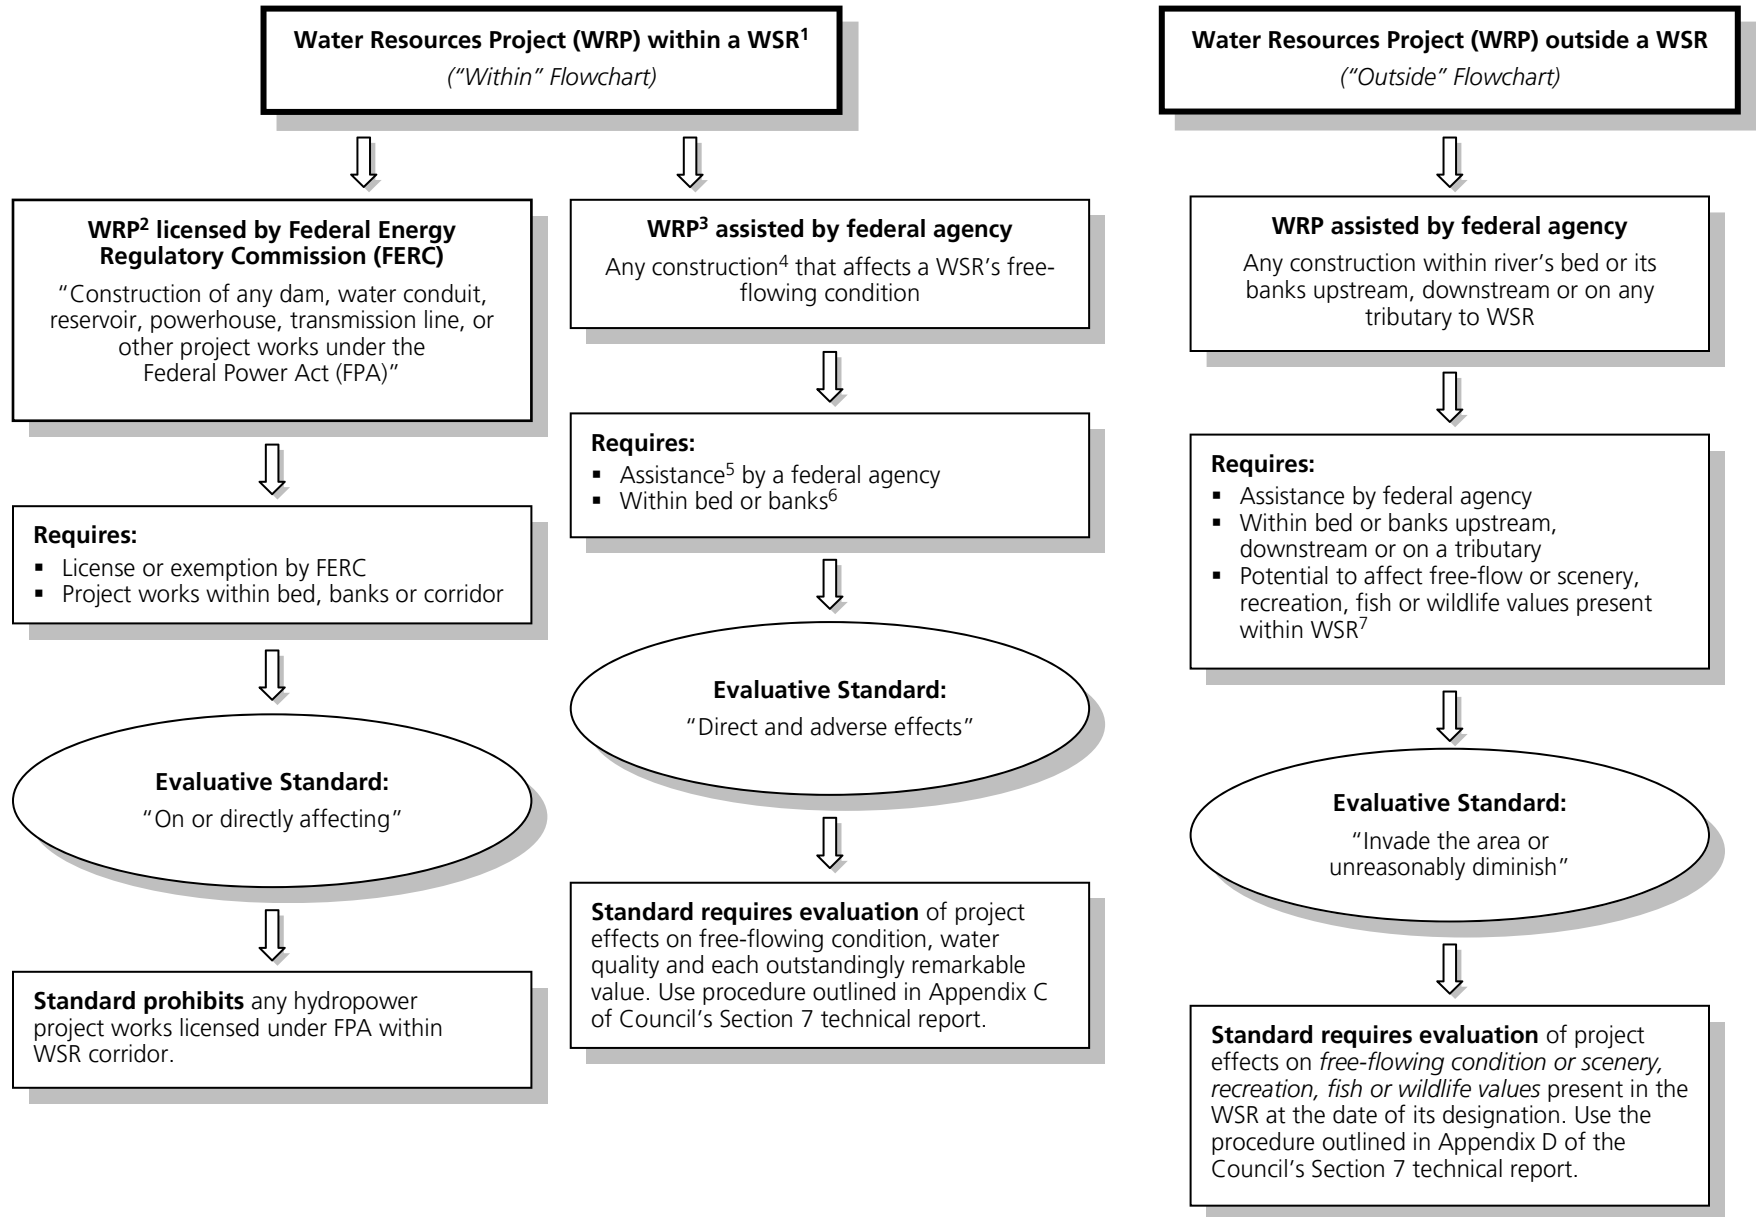 Water Resources Project (WRP) within a WSR¹
(“Within” Flowchart)
WRP² licensed by Federal Energy
Regulatory Commission (FERC)
“Construction of any dam, water conduit,
reservoir, powerhouse, transmission line, or
other project works under the
Federal Power Act (FPA)”
Requires:
▪ License or exemption by FERC
▪ Project works within bed, banks or corridor
Evaluative Standard:
“On or directly affecting”
Standard prohibits any hydropower
project works licensed under FPA within
WSR corridor.
WRP³ assisted by federal agency
Any construction⁴ that affects a WSR’s free-
flowing condition
Requires:
▪ Assistance⁵ by a federal agency
▪ Within bed or banks⁶
Evaluative Standard:
“Direct and adverse effects”
Standard requires evaluation of project
effects on free-flowing condition, water
quality and each outstandingly remarkable
value. Use procedure outlined in Appendix C
of Council’s Section 7 technical report.
Water Resources Project (WRP) outside a WSR
(“Outside” Flowchart)
WRP assisted by federal agency
Any construction within river’s bed or its
banks upstream, downstream or on any
tributary to WSR
Requires:
▪ Assistance by federal agency
▪ Within bed or banks upstream,
downstream or on a tributary
▪ Potential to affect free-flow or scenery,
recreation, fish or wildlife values present
within WSR⁷
Evaluative Standard:
“Invade the area or
unreasonably diminish”
Standard requires evaluation of project
effects on free-flowing condition or scenery,
recreation, fish or wildlife values present in the
WSR at the date of its designation. Use the
procedure outlined in Appendix D of the
Council’s Section 7 technical report.